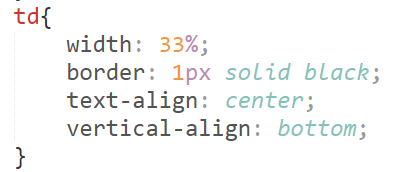 td{
    width: 33%;
    border: 1px solid black;
    text-align: center;
    vertical-align: bottom;
}